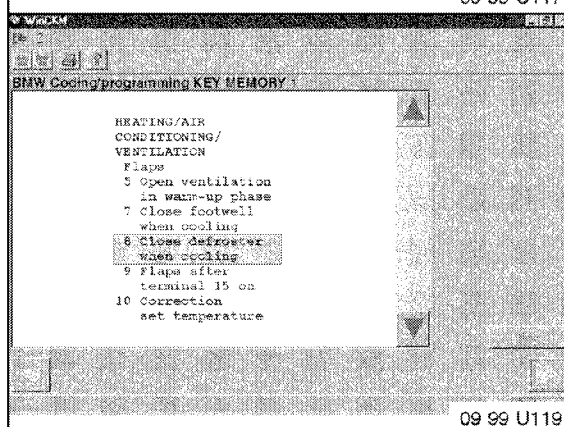 WinCKM
BMW Coding/programming KEY MEMORY
HEATING/AIR
CONDITIONING/
VENTILATION
Flaps
5 Open ventilation
in warm-up phase
7 Close footwell
when cooling
8 Close defroster
when cooling
9 Flaps after
terminal 15 on
10 Correction
set temperature
09 99 U119